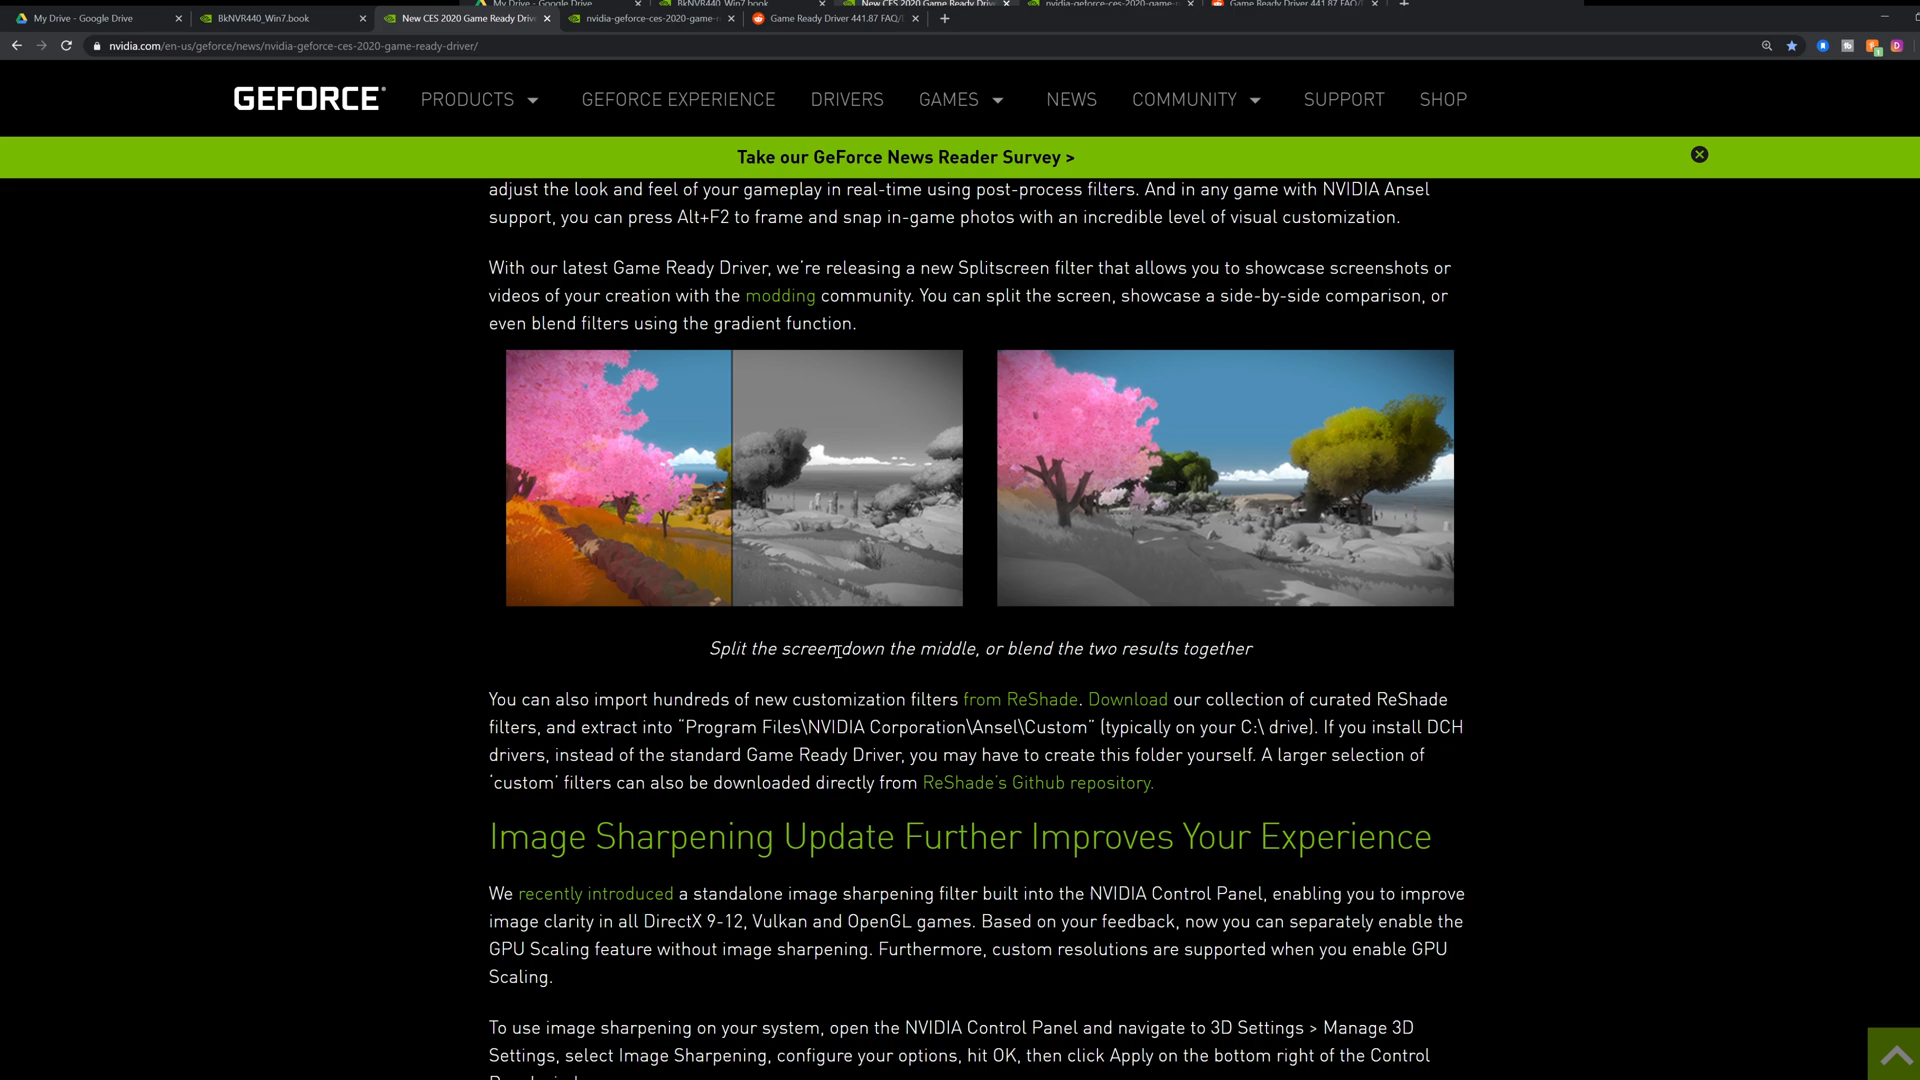 My Drive - Google Drive
BkNVR440_Win7.book
New CES 2020 Game Ready Driv
nvidia-geforce-ces-2020-game-r
Game Ready Driver 441.87 FAQ/
nvidia.com/en-us/geforce/news/nvidia-geforce-ces-2020-game-ready-driver/
GEFORCE
PRODUCTS
GEFORCE EXPERIENCE
DRIVERS
GAMES
NEWS
COMMUNITY
SUPPORT
SHOP
Take our GeForce News Reader Survey >
adjust the look and feel of your gameplay in real-time using post-process filters. And in any game with NVIDIA Ansel
support, you can press Alt+F2 to frame and snap in-game photos with an incredible level of visual customization.
With our latest Game Ready Driver, we're releasing a new Splitscreen filter that allows you to showcase screenshots or
videos of your creation with the modding community. You can split the screen, showcase a side-by-side comparison, or
even blend filters using the gradient function.
Split the screen down the middle, or blend the two results together
You can also import hundreds of new customization filters from ReShade. Download our collection of curated ReShade
filters, and extract into “Program Files\NVIDIA Corporation\Ansel\Custom” (typically on your C:\ drive). If you install DCH
drivers, instead of the standard Game Ready Driver, you may have to create this folder yourself. A larger selection of
‘custom’ filters can also be downloaded directly from ReShade’s Github repository.
Image Sharpening Update Further Improves Your Experience
We recently introduced a standalone image sharpening filter built into the NVIDIA Control Panel, enabling you to improve
image clarity in all DirectX 9-12, Vulkan and OpenGL games. Based on your feedback, now you can separately enable the
GPU Scaling feature without image sharpening. Furthermore, custom resolutions are supported when you enable GPU
Scaling.
To use image sharpening on your system, open the NVIDIA Control Panel and navigate to 3D Settings > Manage 3D
Settings, select Image Sharpening, configure your options, hit OK, then click Apply on the bottom right of the Control